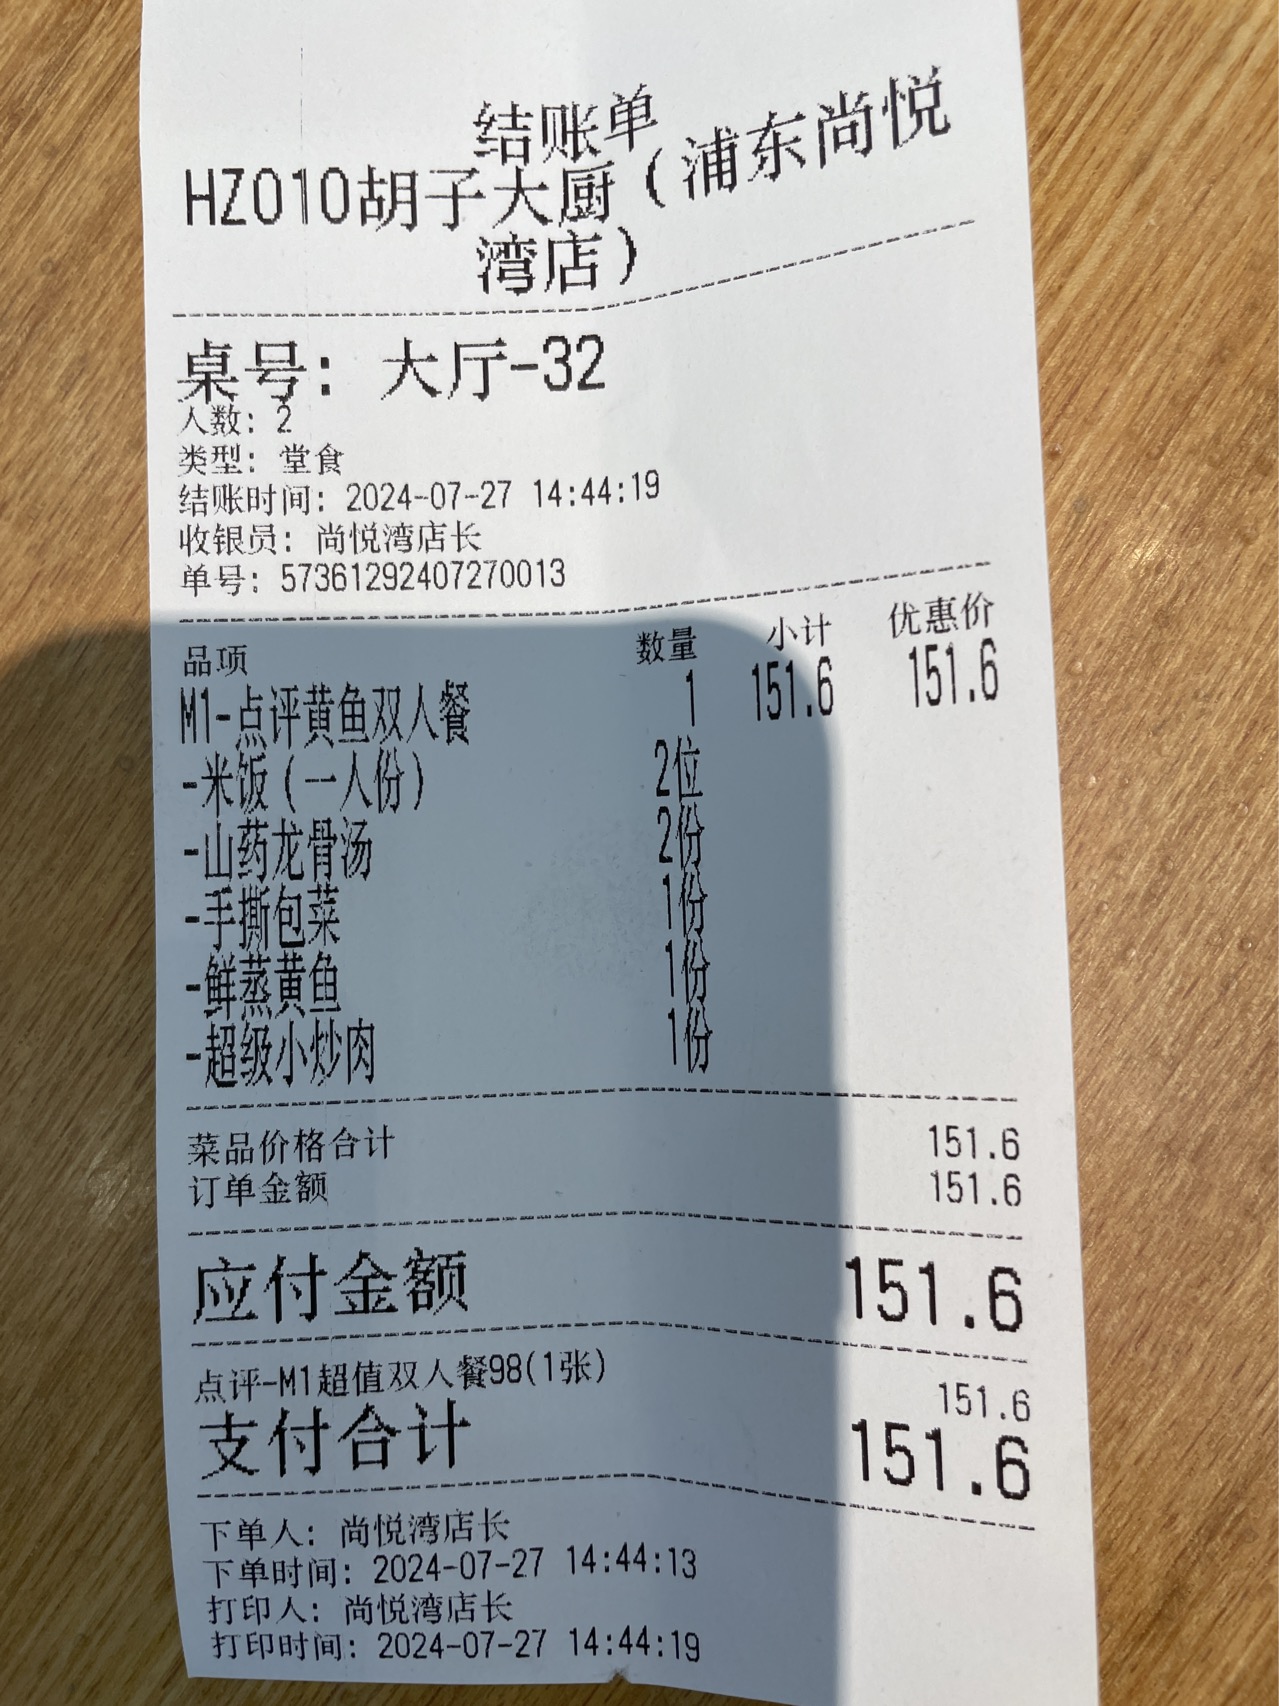 结账单
HZ010胡子大厨（浦东尚悦
湾店）
桌号： 大厅-32
人数：2
类型：堂食
结账时间：2024-07-27 14:44:19
收银员：尚悦湾店长
单号：57361292407270013
品项 数量 小计 优惠价
M1-点评黄鱼双人餐 1 151.6 151.6
-米饭（一人份） 2位
-山药龙骨汤 2份
-手撕包菜 1份
-鲜蒸黄鱼 1份
-超级小炒肉 1份
菜品价格合计 151.6
订单金额 151.6
应付金额 151.6
点评-M1超值双人餐98(1张) 151.6
支付合计 151.6
下单人：尚悦湾店长
下单时间：2024-07-27 14:44:13
打印人：尚悦湾店长
打印时间：2024-07-27 14:44:19